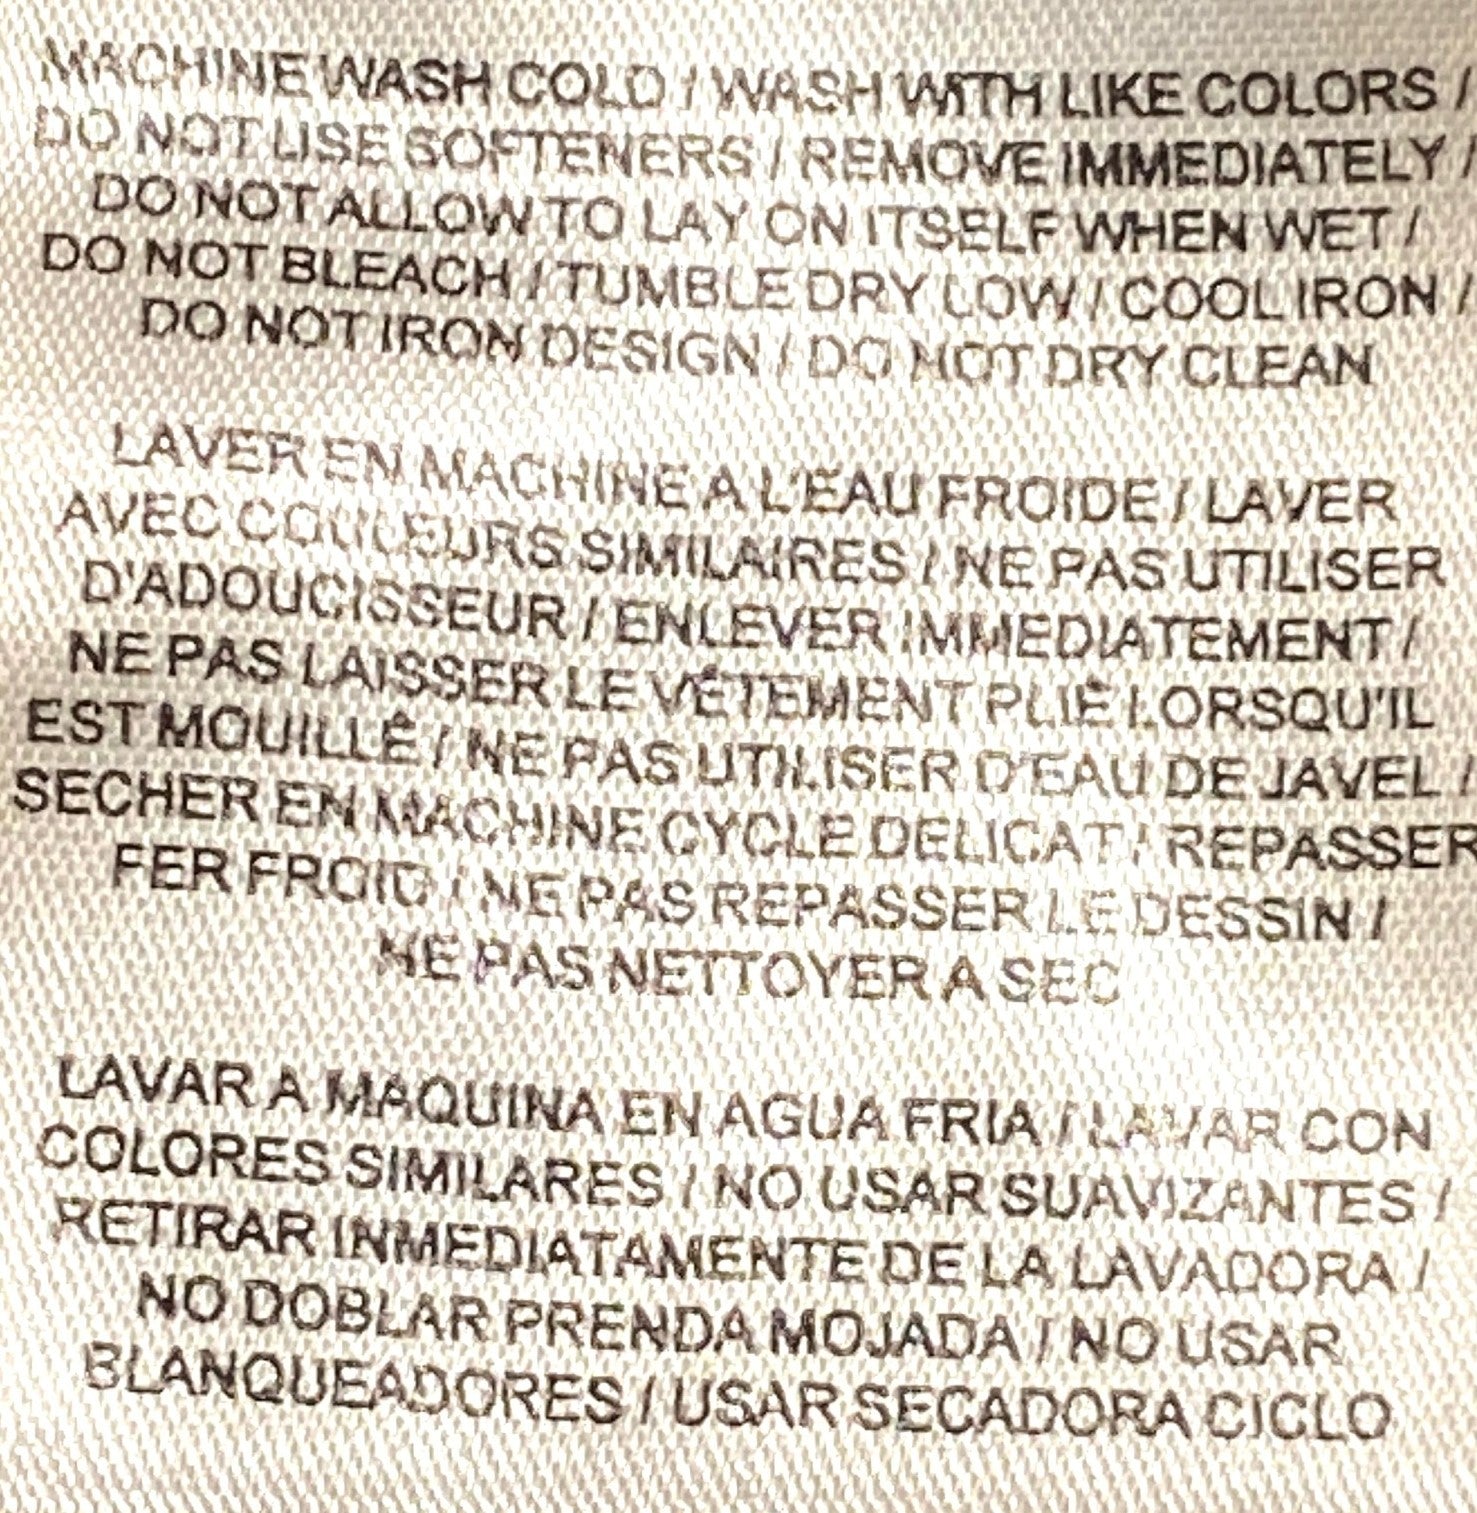 MACHINE WASH COLD / WASH WITH LIKE COLORS /
DO NOT USE SOFTENERS / REMOVE IMMEDIATELY /
DO NOT ALLOW TO LAY ON ITSELF WHEN WET /
DO NOT BLEACH / TUMBLE DRY LOW / COOL IRON /
DO NOT IRON DESIGN / DO NOT DRY CLEAN
LAVER EN MACHINE A L'EAU FROIDE / LAVER
AVEC COULEURS SIMILAIRES / NE PAS UTILISER
D'ADOUCISSEUR / ENLEVER IMMEDIATEMENT /
NE PAS LAISSER LE VÊTEMENT PLIÉ LORSQU'IL
EST MOUILLÉ / NE PAS UTILISER D'EAU DE JAVEL /
SECHER EN MACHINE CYCLE DELICAT / REPASSER
FER FROID / NE PAS REPASSER LE DESSIN /
NE PAS NETTOYER A SEC
LAVAR A MAQUINA EN AGUA FRIA / LAVAR CON
COLORES SIMILARES / NO USAR SUAVIZANTES /
RETIRAR INMEDIATAMENTE DE LA LAVADORA /
NO DOBLAR PRENDA MOJADA / NO USAR
BLANQUEADORES / USAR SECADORA CICLO